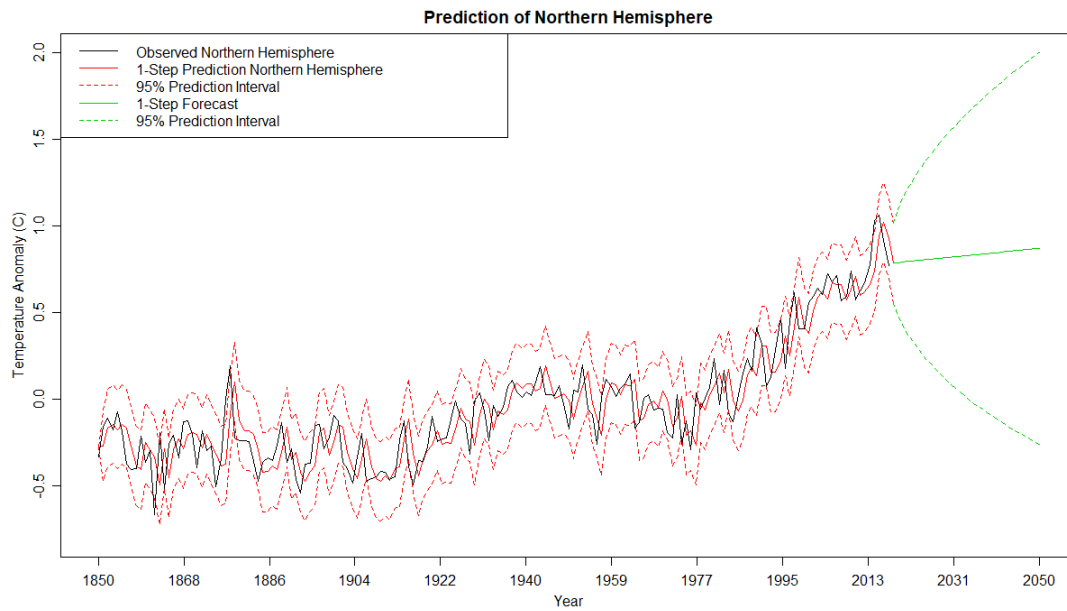 Prediction of Northern Hemisphere
Observed Northern Hemisphere
1-Step Prediction Northern Hemisphere
95% Prediction Interval
1-Step Forecast
95% Prediction Interval
Temperature Anomaly (C)
2.0
1.5
1.0
0.5
0.0
-0.5
1850 1868 1886 1904 1922 1940 1959 1977 1995 2013 2031 2050
Year